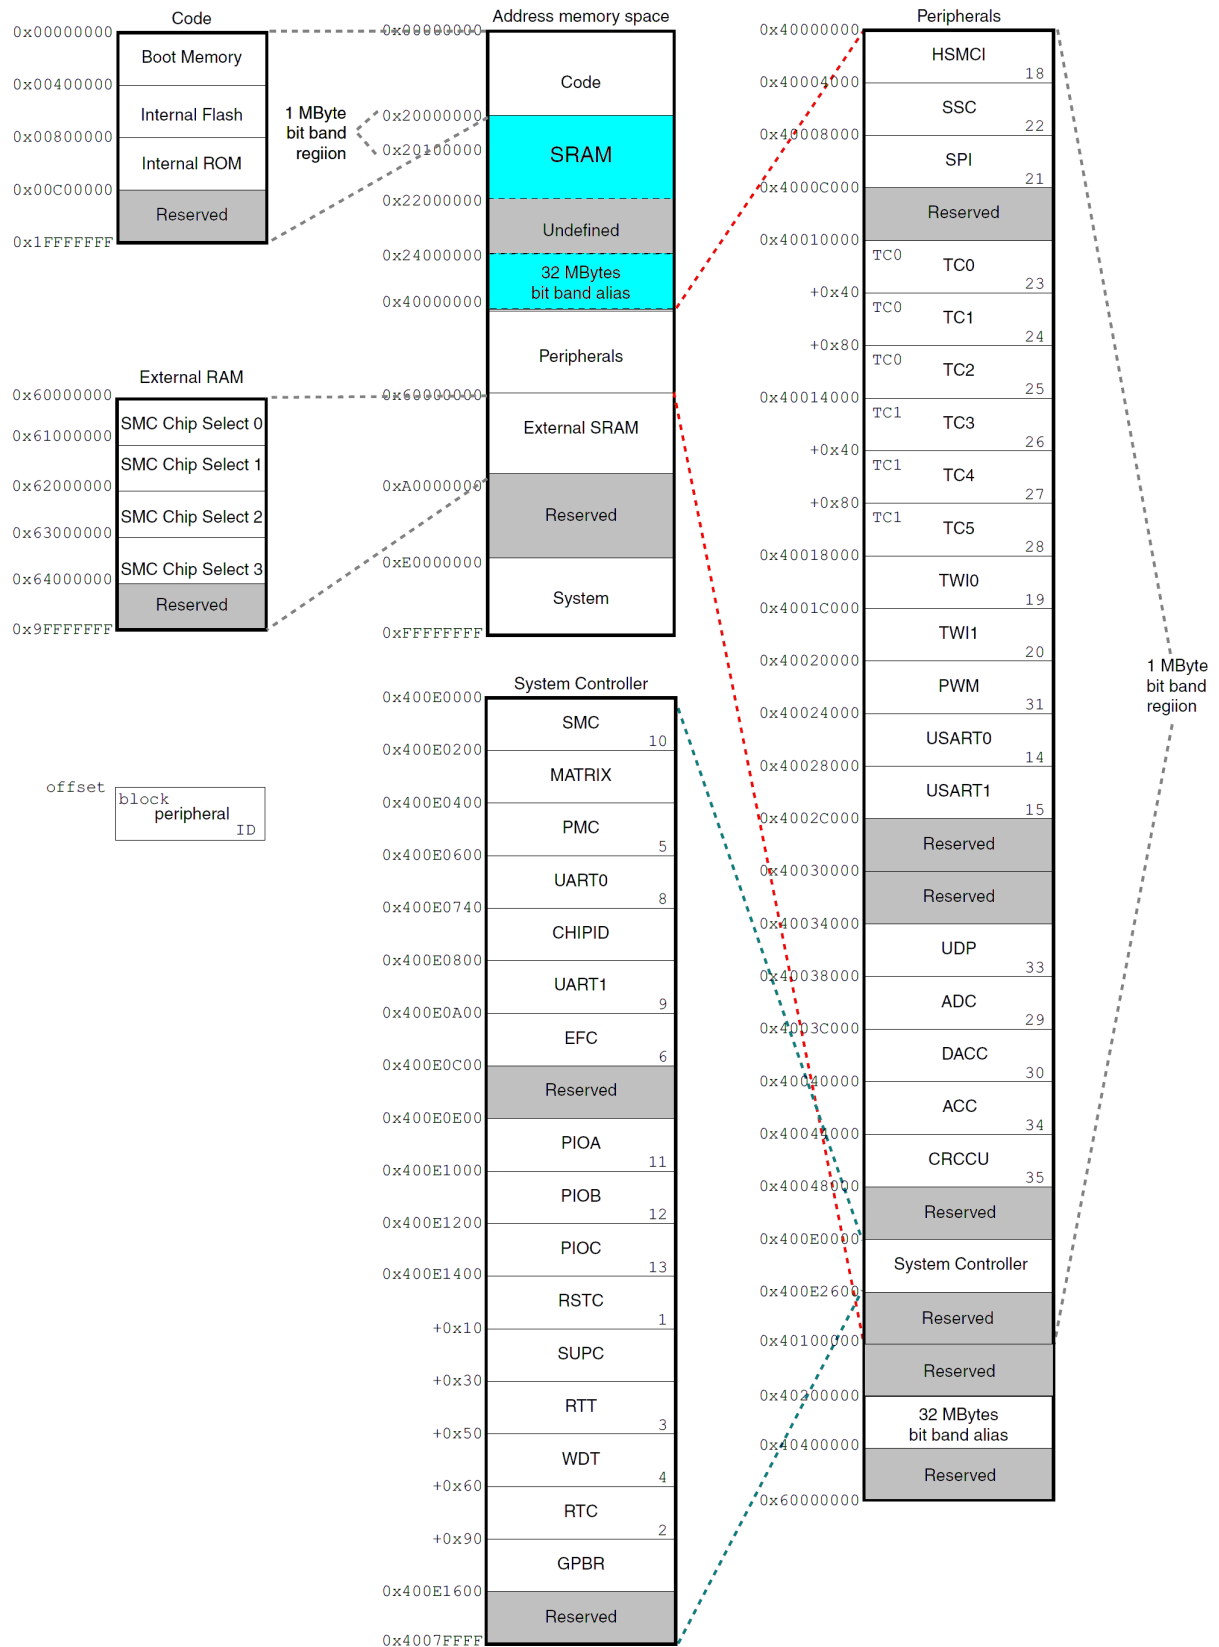 Code
0x00000000
Boot Memory
0x00400000
Internal Flash
0x00800000
Internal ROM
0x00C00000
Reserved
0x1FFFFFFF
1 MByte
bit band
regiion
Address memory space
0x00000000
Code
0x20000000
SRAM
0x20100000
0x22000000
Undefined
0x24000000
32 MBytes
bit band alias
0x40000000
Peripherals
0x60000000
External SRAM
0xA0000000
Reserved
0xE0000000
System
0xFFFFFFFF
External RAM
0x60000000
SMC Chip Select 0
0x61000000
SMC Chip Select 1
0x62000000
SMC Chip Select 2
0x63000000
SMC Chip Select 3
0x64000000
Reserved
0x9FFFFFFF
offset
block
peripheral
ID
System Controller
0x400E0000
SMC
10
0x400E0200
MATRIX
0x400E0400
PMC
5
0x400E0600
UART0
8
0x400E0740
CHIPID
0x400E0800
UART1
9
0x400E0A00
EFC
6
0x400E0C00
Reserved
0x400E0E00
PIOA
11
0x400E1000
PIOB
12
0x400E1200
PIOC
13
0x400E1400
RSTC
1
+0x10
SUPC
+0x30
RTT
3
+0x50
WDT
4
+0x60
RTC
2
+0x90
GPBR
0x400E1600
Reserved
0x4007FFFF
Peripherals
0x40000000
HSMCI
18
0x40004000
SSC
22
0x40008000
SPI
21
0x4000C000
Reserved
0x40010000
TC0
TC0
23
+0x40
TC0
TC1
24
+0x80
TC0
TC2
25
0x40014000
TC1
TC3
26
+0x40
TC1
TC4
27
+0x80
TC1
TC5
28
0x40018000
TWI0
19
0x4001C000
TWI1
20
0x40020000
PWM
31
0x40024000
USART0
14
0x40028000
USART1
15
0x4002C000
Reserved
0x40030000
Reserved
0x40034000
UDP
33
0x40038000
ADC
29
0x4003C000
DACC
30
0x40040000
ACC
34
0x40044000
CRCCU
35
0x40048000
Reserved
0x400E0000
System Controller
0x400E2600
Reserved
0x40100000
Reserved
0x40200000
32 MBytes
bit band alias
0x40400000
Reserved
0x60000000
1 MByte
bit band
regiion